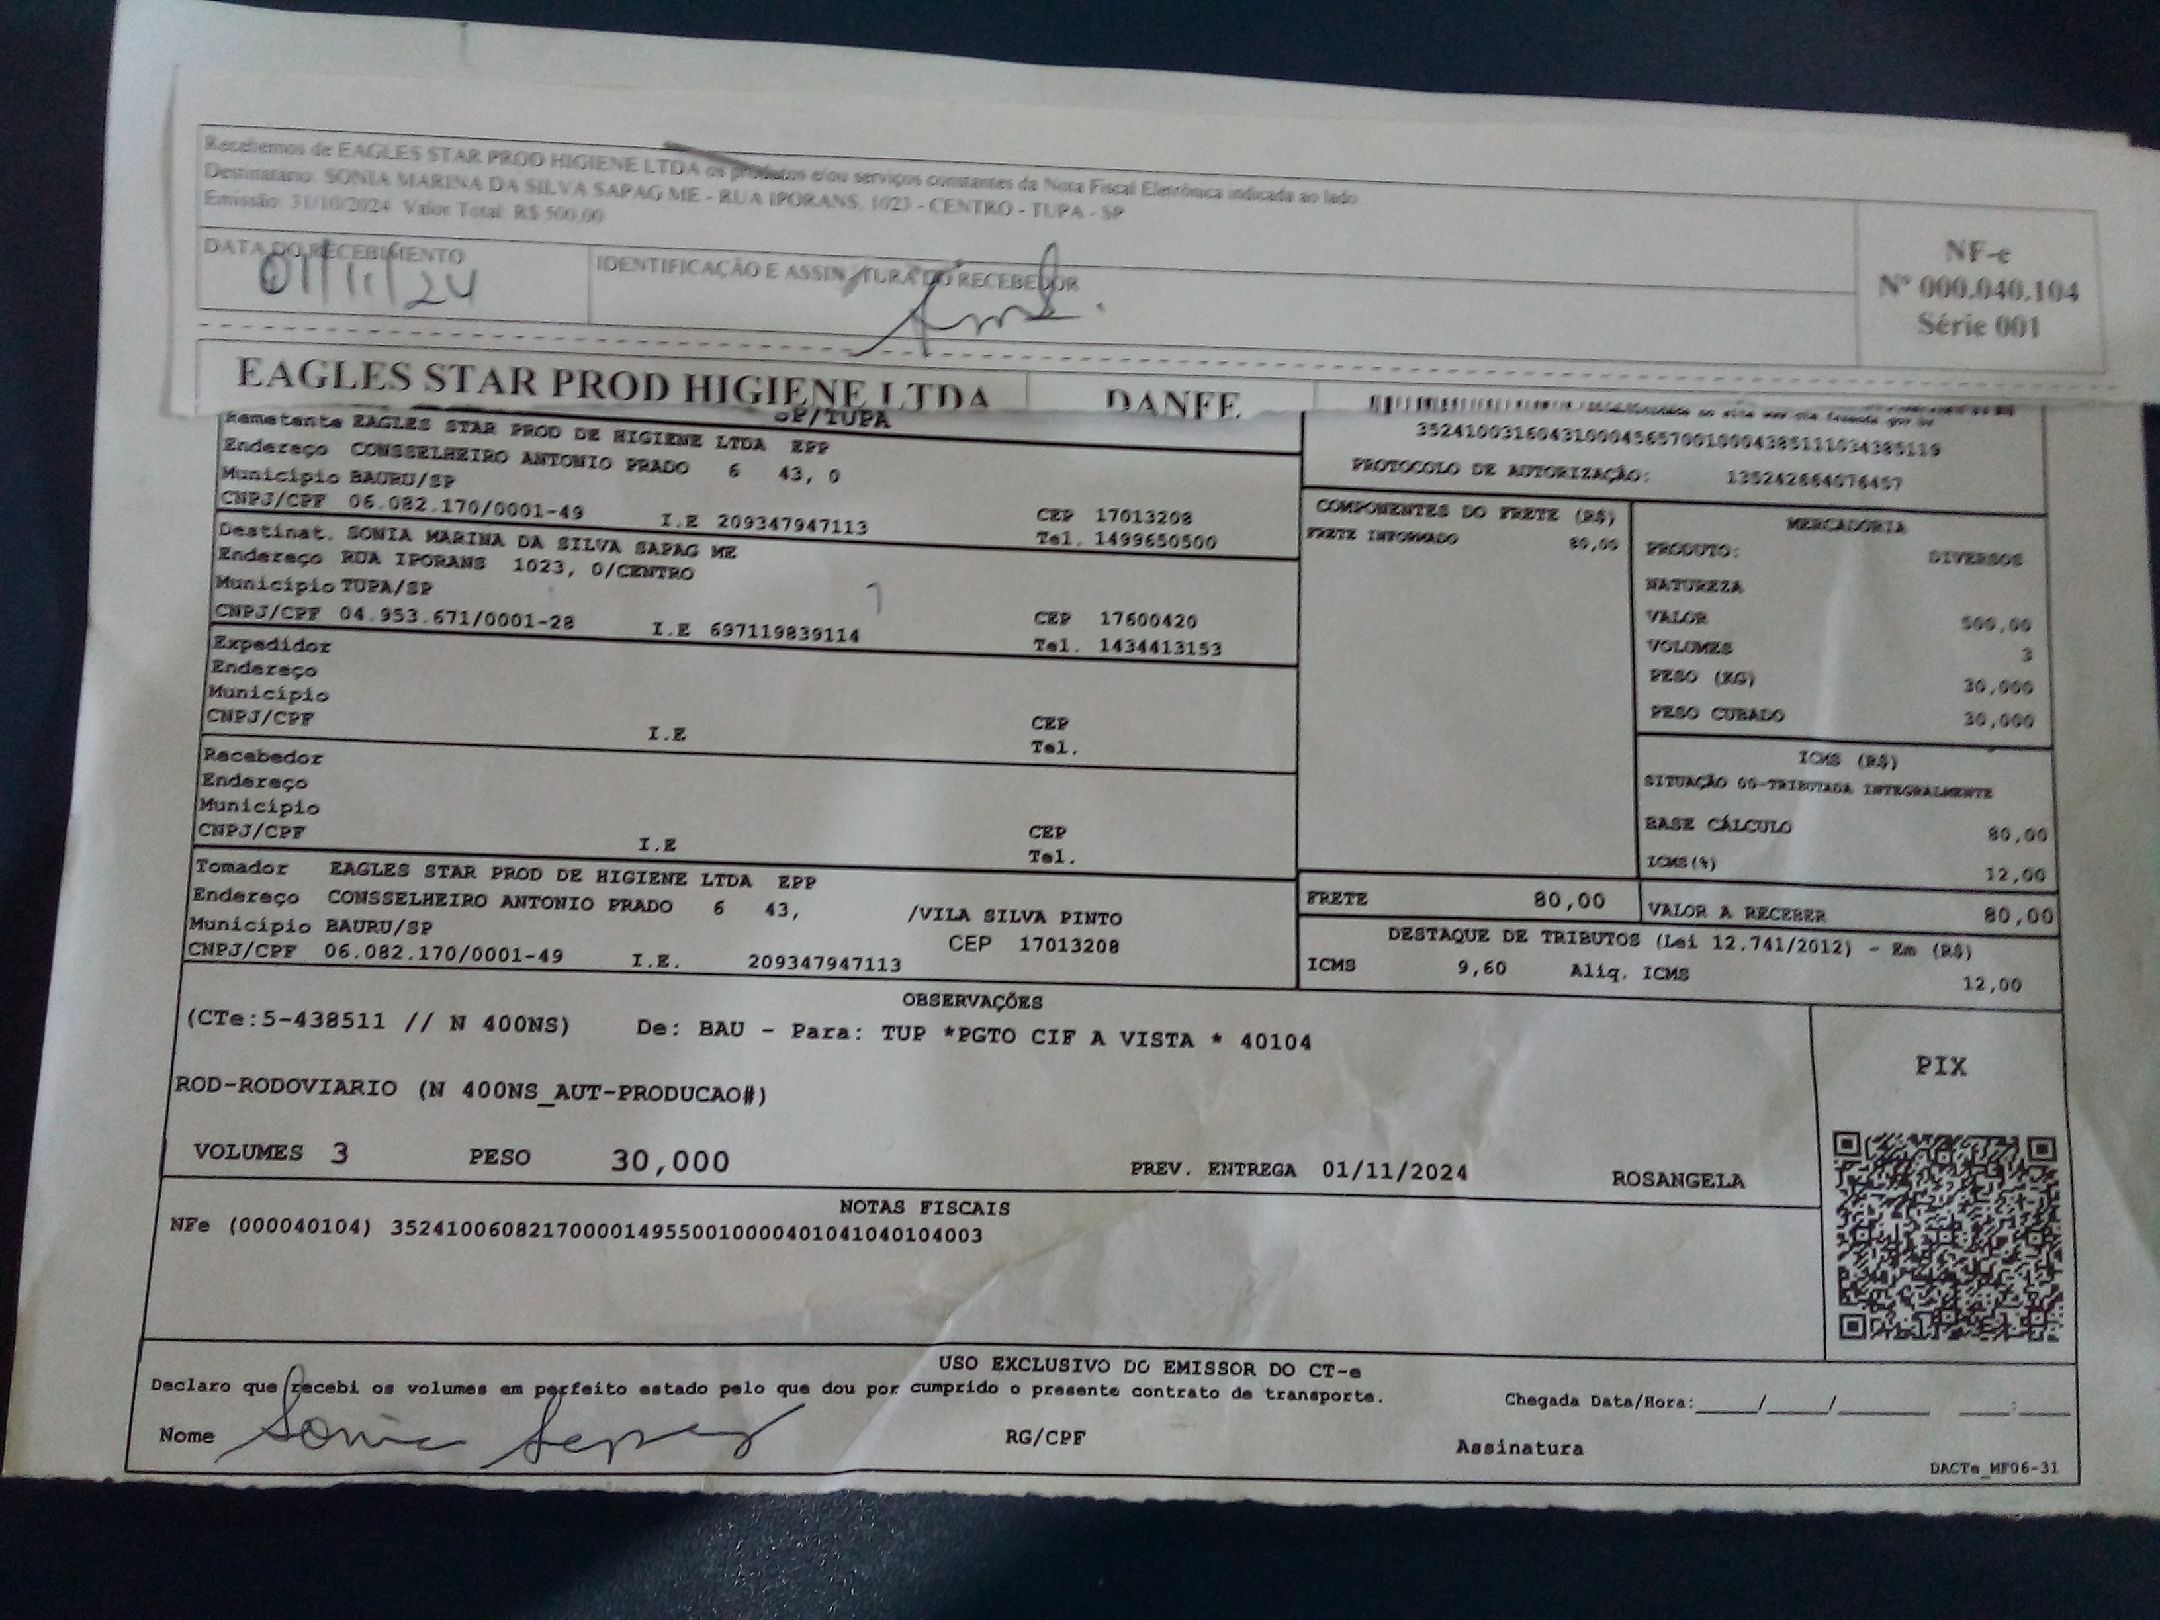 Recebemos de EAGLES STAR PROD HIGIENE LTDA os produtos e/ou serviços constantes da Nota Fiscal Eletrônica indicada ao lado
Destinatário: SONIA MARINA DA SILVA SAPAG ME - RUA IPORANS, 1023 - CENTRO - TUPA - SP
Emissão: 31/10/2024 Valor Total: R$ 500,00
DATA DO RECEBIMENTO
01/11/24
IDENTIFICAÇÃO E ASSINATURA DO RECEBEDOR
NF-e
Nº 000.040.104
Série 001
EAGLES STAR PROD HIGIENE LTDA
DANFE
SP/TUPA
Remetente EAGLES STAR PROD DE HIGIENE LTDA EPP
Endereço CONSSELHEIRO ANTONIO PRADO 6 43, 0
Município BAURU/SP
CNPJ/CPF 06.082.170/0001-49 I.E 209347947113
CEP 17013208
Tel. 1499650500
Destinat. SONIA MARINA DA SILVA SAPAG ME
Endereço RUA IPORANS 1023, 0/CENTRO
Município TUPA/SP
CNPJ/CPF 04.953.671/0001-28 I.E 697119839114
CEP 17600420
Tel. 1434413153
Expedidor
Endereço
Município
CNPJ/CPF I.E
CEP
Tel.
Recebedor
Endereço
Município
CNPJ/CPF I.E
CEP
Tel.
Tomador EAGLES STAR PROD DE HIGIENE LTDA EPP
Endereço CONSSELHEIRO ANTONIO PRADO 6 43, /VILA SILVA PINTO
Município BAURU/SP CEP 17013208
CNPJ/CPF 06.082.170/0001-49 I.E. 209347947113
35241003160431000456570010004385111034385119
PROTOCOLO DE AUTORIZAÇÃO: 135242664076457
COMPONENTES DO FRETE (R$)
FRETE INFORMADO 80,00
MERCADORIA
PRODUTO: DIVERSOS
NATUREZA
VALOR 500,00
VOLUMES 3
PESO (KG) 30,000
PESO CUBADO 30,000
ICMS (R$)
SITUAÇÃO 00-TRIBUTADA INTEGRALMENTE
BASE CÁLCULO 80,00
ICMS(%) 12,00
FRETE 80,00
VALOR A RECEBER 80,00
DESTAQUE DE TRIBUTOS (Lei 12.741/2012) - Em (R$)
ICMS 9,60 Aliq. ICMS 12,00
OBSERVAÇÕES
(CTe:5-438511 // N 400NS) De: BAU - Para: TUP *PGTO CIF A VISTA * 40104
ROD-RODOVIARIO (N 400NS_AUT-PRODUCAO#)
VOLUMES 3 PESO 30,000 PREV. ENTREGA 01/11/2024 ROSANGELA
PIX
NOTAS FISCAIS
NFe (000040104) 35241006082170000149550010000401041040104003
USO EXCLUSIVO DO EMISSOR DO CT-e
Declaro que recebi os volumes em perfeito estado pelo que dou por cumprido o presente contrato de transporte.
Chegada Data/Hora:____/____/______ ___:___
Nome Sonia Sapag
RG/CPF
Assinatura
DACTe_MF06-31